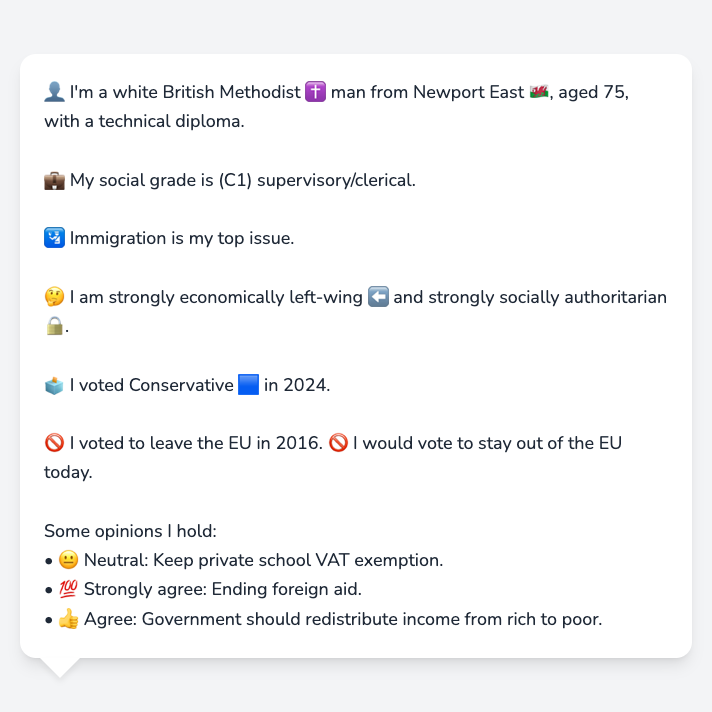 👤 I'm a white British Methodist ✝️ man from Newport East 🏴󠁧󠁢󠁷󠁬󠁳󠁿, aged 75,
with a technical diploma.
💼 My social grade is (C1) supervisory/clerical.
🛂 Immigration is my top issue.
🤔 I am strongly economically left-wing ⬅️ and strongly socially authoritarian
🔒.
🗳️ I voted Conservative 🟦 in 2024.
🚫 I voted to leave the EU in 2016. 🚫 I would vote to stay out of the EU
today.
Some opinions I hold:
• 😐 Neutral: Keep private school VAT exemption.
• 💯 Strongly agree: Ending foreign aid.
• 👍 Agree: Government should redistribute income from rich to poor.